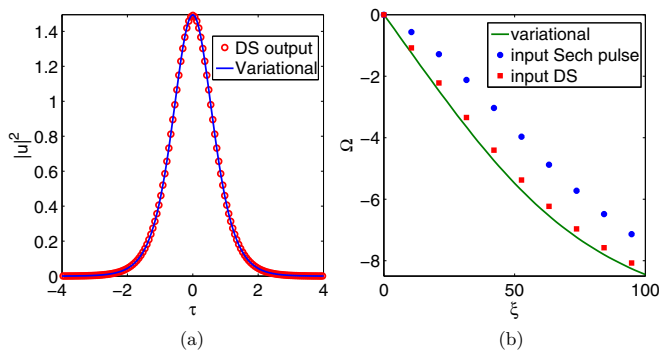 1.4
1.2
1
0.8
0.6
0.4
0.2
0
|u|²
DS output
Variational
−4
−2
0
2
4
τ
(a)
0
−2
−4
−6
−8
Ω
variational
input Sech pulse
input DS
0
50
100
ξ
(b)